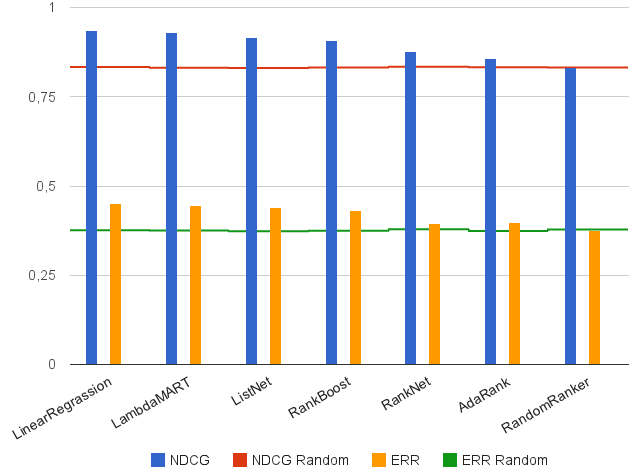 1
0,75
0,5
0,25
0
LinearRegrassion
LambdaMART
ListNet
RankBoost
RankNet
AdaRank
RandomRanker
NDCG NDCG Random ERR ERR Random